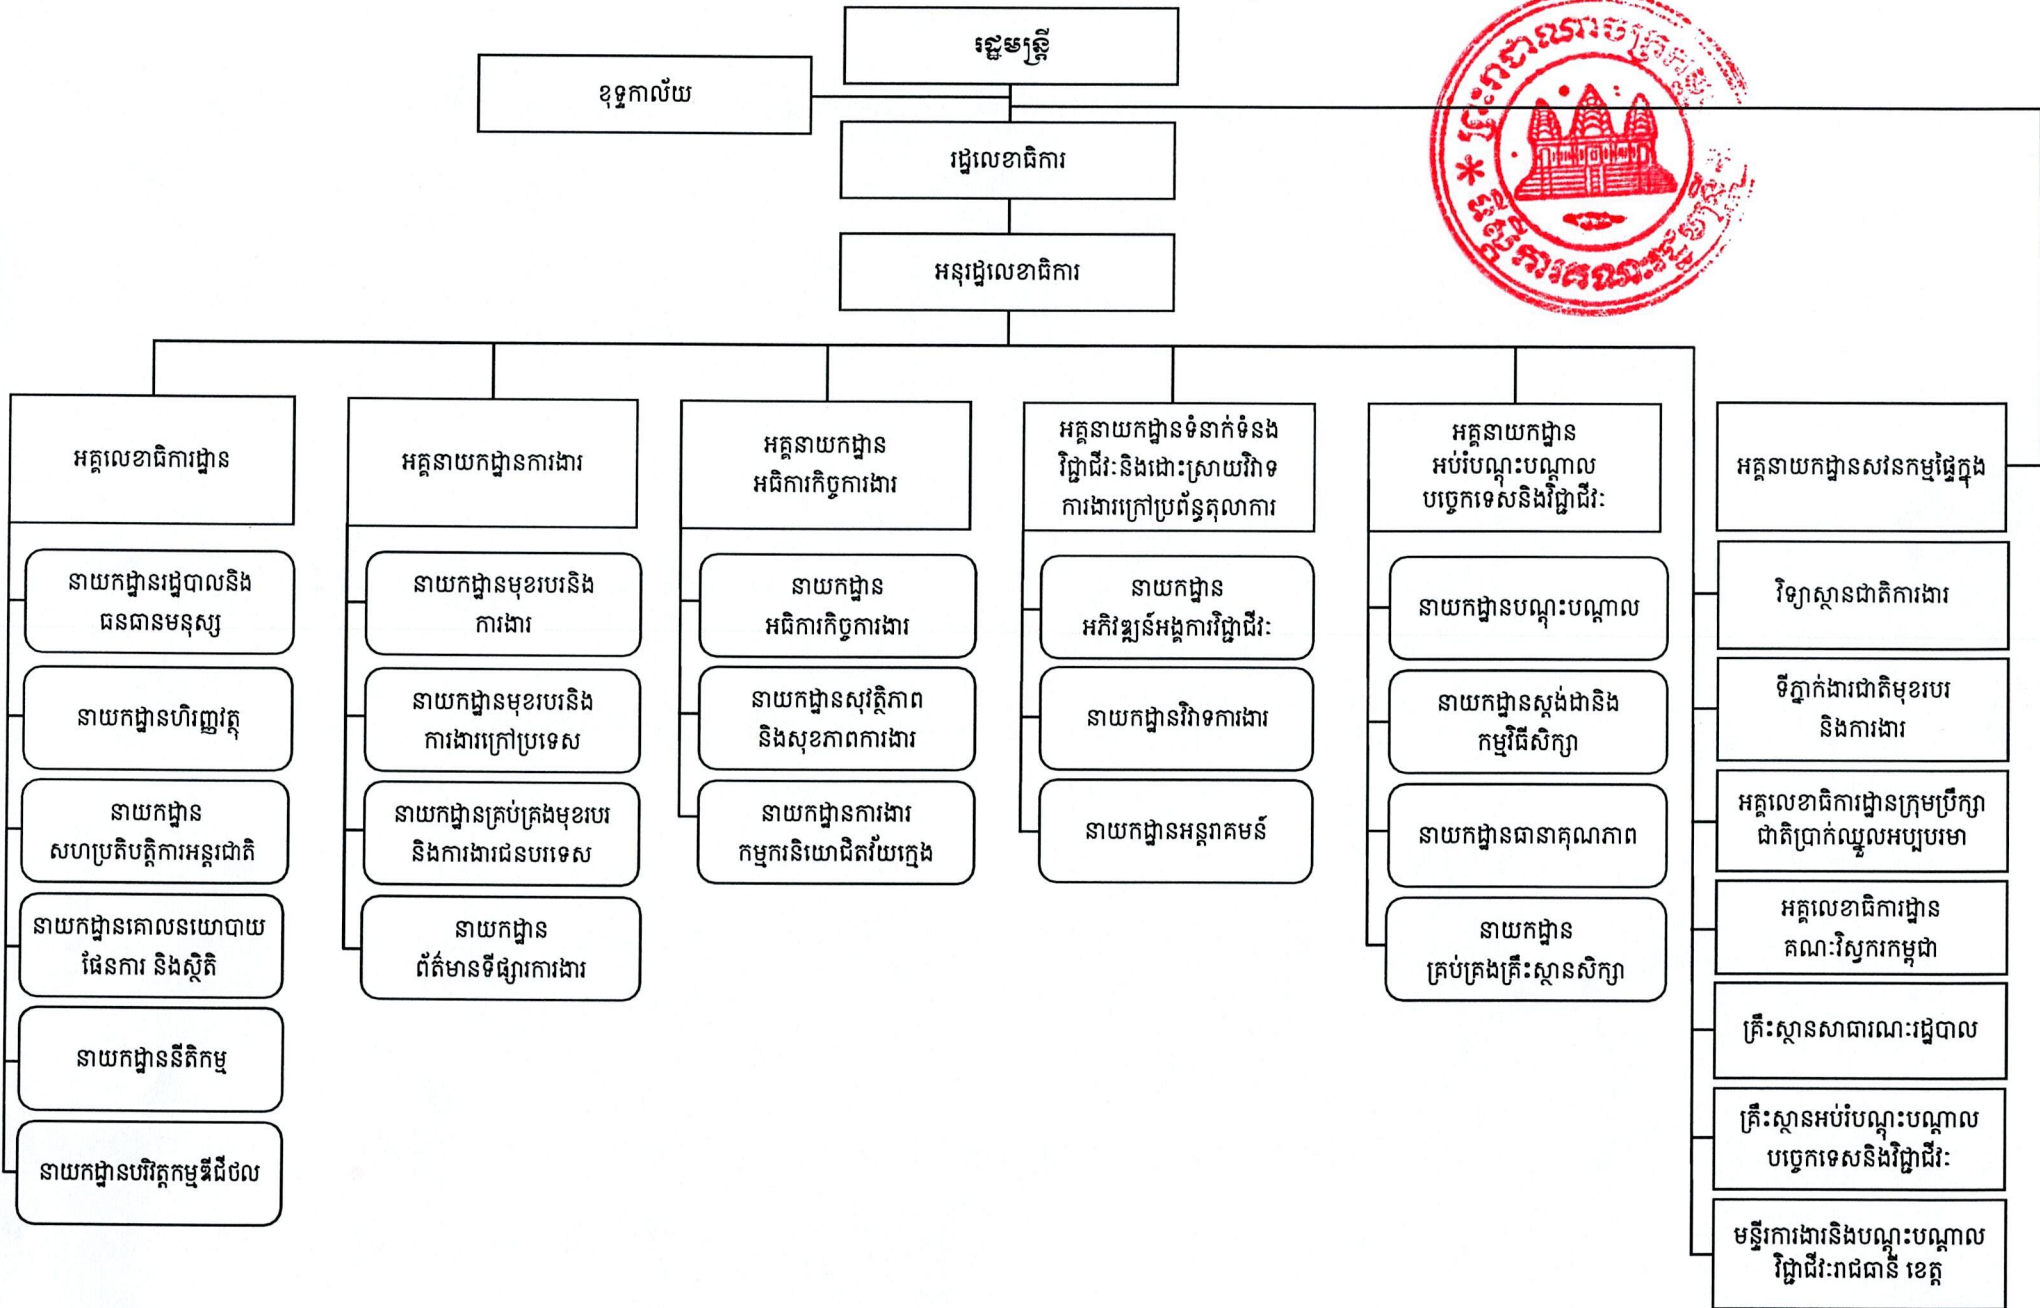 រដ្ឋមន្ត្រី
ខុទ្ទកាល័យ
រដ្ឋលេខាធិការ
អនុរដ្ឋលេខាធិការ
អគ្គលេខាធិការដ្ឋាន
នាយកដ្ឋានរដ្ឋបាលនិង
ធនធានមនុស្ស
នាយកដ្ឋានហិរញ្ញវត្ថុ
នាយកដ្ឋាន
សហប្រតិបត្តិការអន្តរជាតិ
នាយកដ្ឋានគោលនយោបាយ
ផែនការ និងស្ថិតិ
នាយកដ្ឋាននីតិកម្ម
នាយកដ្ឋានបរិវត្តកម្មឌីជីថល
អគ្គនាយកដ្ឋានការងារ
នាយកដ្ឋានមុខរបរនិង
ការងារ
នាយកដ្ឋានមុខរបរនិង
ការងារក្រៅប្រទេស
នាយកដ្ឋានគ្រប់គ្រងមុខរបរ
និងការងារជនបរទេស
នាយកដ្ឋាន
ព័ត៌មានទីផ្សារការងារ
អគ្គនាយកដ្ឋាន
អធិការកិច្ចការងារ
នាយកដ្ឋាន
អធិការកិច្ចការងារ
នាយកដ្ឋានសុវត្ថិភាព
និងសុខភាពការងារ
នាយកដ្ឋានការងារ
កម្មករនិយោជិតវ័យក្មេង
អគ្គនាយកដ្ឋានទំនាក់ទំនង
វិជ្ជាជីវៈនិងដោះស្រាយវិវាទ
ការងារក្រៅប្រព័ន្ធតុលាការ
នាយកដ្ឋាន
អភិវឌ្ឍន៍អង្គការវិជ្ជាជីវៈ
នាយកដ្ឋានវិវាទការងារ
នាយកដ្ឋានអន្តរាគមន៍
អគ្គនាយកដ្ឋាន
អប់រំបណ្តុះបណ្តាល
បច្ចេកទេសនិងវិជ្ជាជីវៈ
នាយកដ្ឋានបណ្តុះបណ្តាល
នាយកដ្ឋានស្តង់ដានិង
កម្មវិធីសិក្សា
នាយកដ្ឋានធានាគុណភាព
នាយកដ្ឋាន
គ្រប់គ្រងគ្រឹះស្ថានសិក្សា
អគ្គនាយកដ្ឋានសវនកម្មផ្ទៃក្នុង
វិទ្យាស្ថានជាតិការងារ
ទីភ្នាក់ងារជាតិមុខរបរ
និងការងារ
អគ្គលេខាធិការដ្ឋានក្រុមប្រឹក្សា
ជាតិប្រាក់ឈ្នួលអប្បបរមា
អគ្គលេខាធិការដ្ឋាន
គណៈវិស្វករកម្ពុជា
គ្រឹះស្ថានសាធារណៈរដ្ឋបាល
គ្រឹះស្ថានអប់រំបណ្តុះបណ្តាល
បច្ចេកទេសនិងវិជ្ជាជីវៈ
មន្ទីរការងារនិងបណ្តុះបណ្តាល
វិជ្ជាជីវៈរាជធានី ខេត្ត